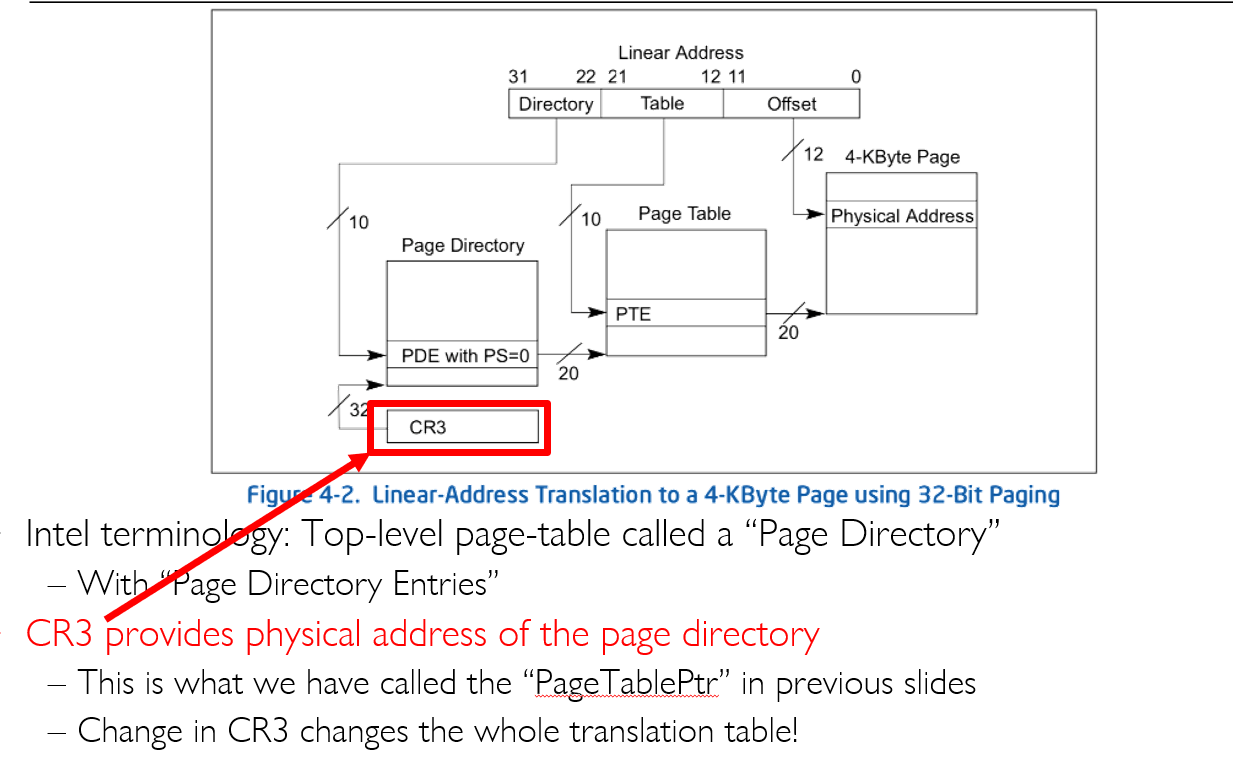 Linear Address
31 22 21 12 11 0
Directory Table Offset
12
4-KByte Page
Physical Address
10
10
Page Table
Page Directory
PTE
20
PDE with PS=0
20
32
CR3
Figure 4-2. Linear-Address Translation to a 4-KByte Page using 32-Bit Paging
Intel terminology: Top-level page-table called a “Page Directory”
– With “Page Directory Entries”
CR3 provides physical address of the page directory
– This is what we have called the “PageTablePtr” in previous slides
– Change in CR3 changes the whole translation table!